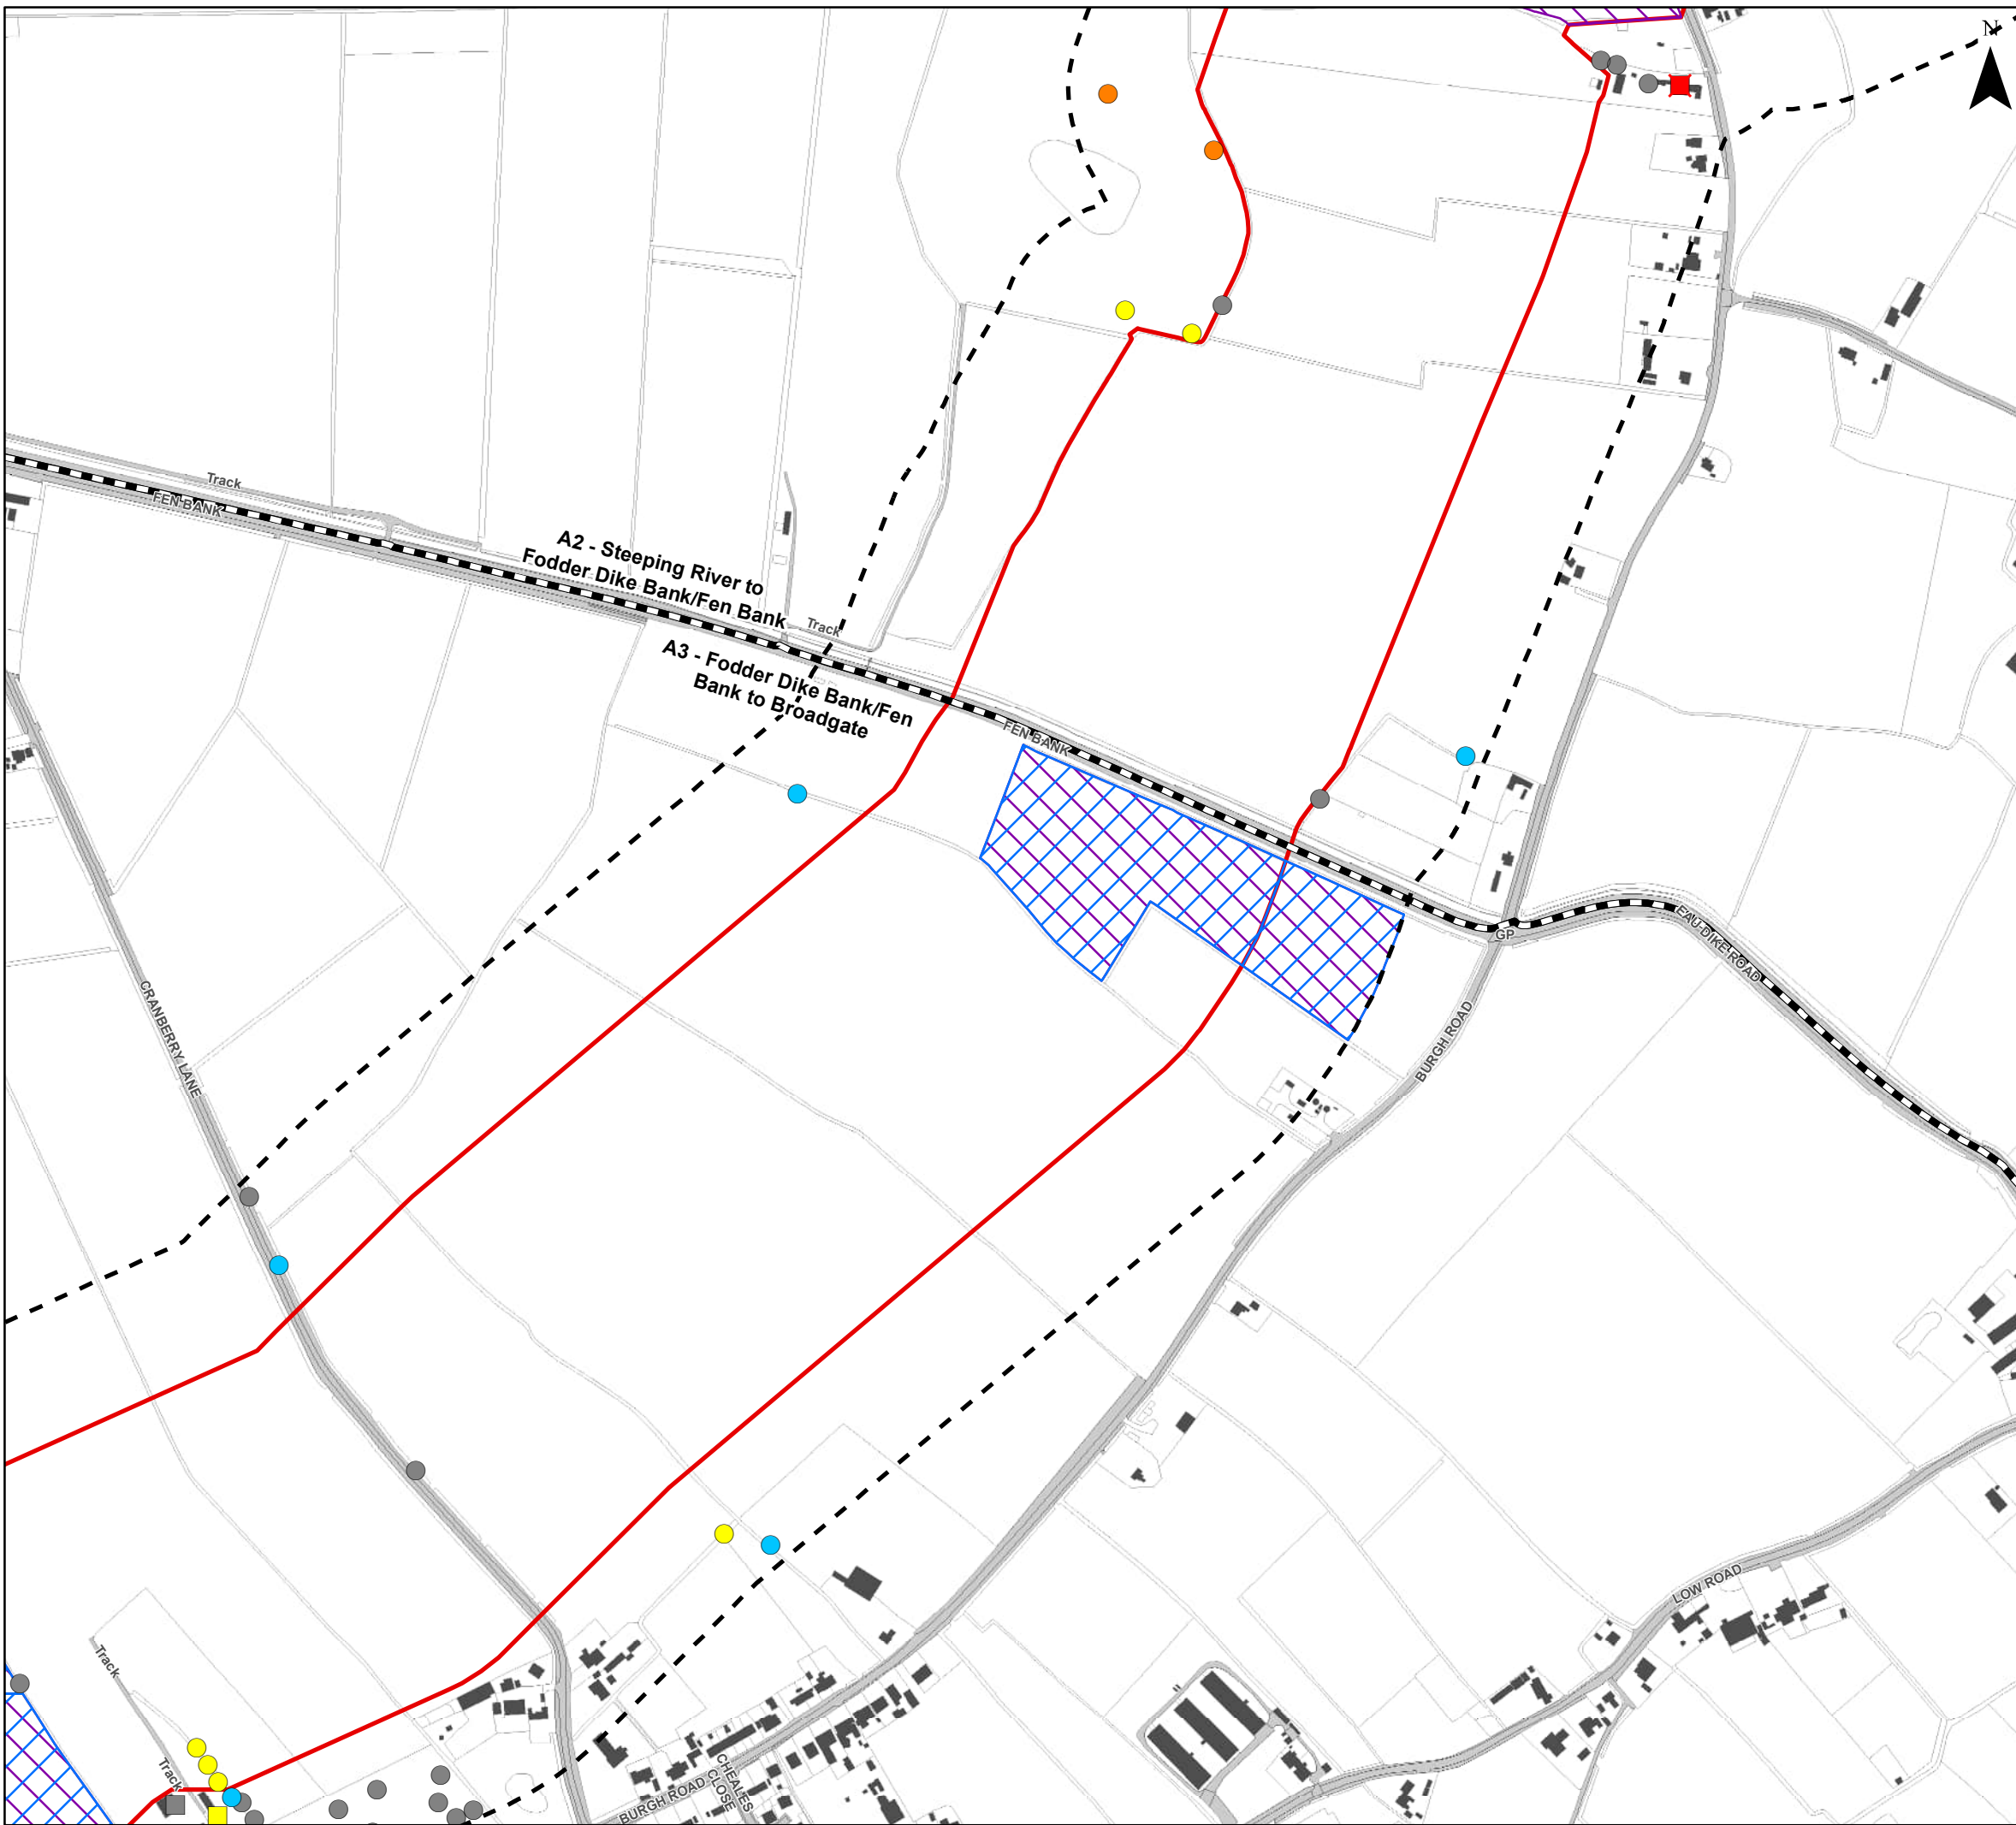 N
Track
FEN BANK
A2 - Steeping River to
Fodder Dike Bank/Fen Bank
Track
A3 - Fodder Dike Bank/Fen
Bank to Broadgate
FEN BANK
GP
EAU DIKE ROAD
CRANBERRY LANE
BURGH ROAD
LOW ROAD
Track
Track
BURGH ROAD
CHEALES
CLOSE